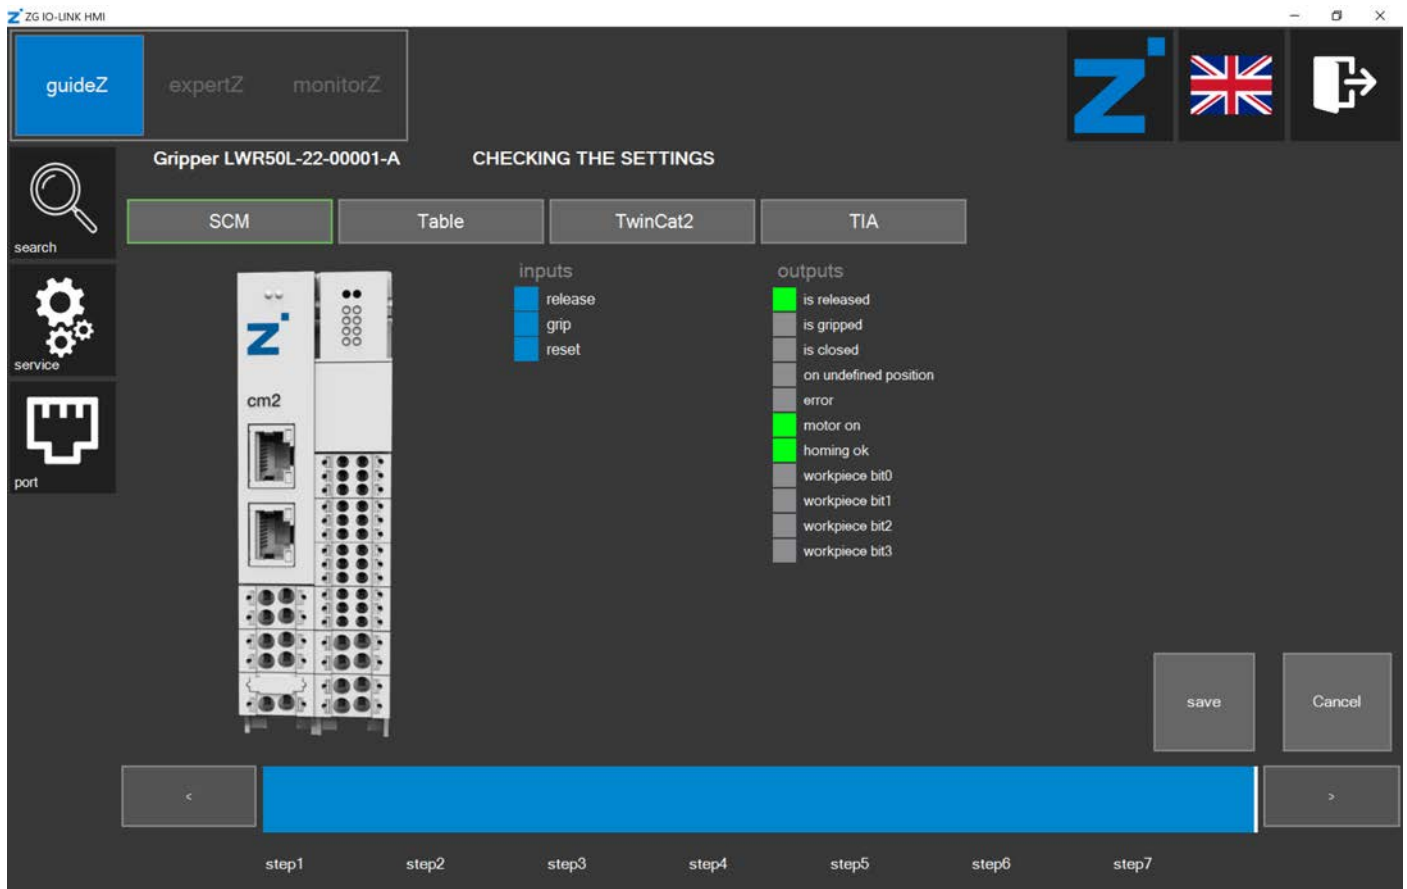 ZG IO-LINK HMI
guideZ expertZ monitorZ
Gripper LWR50L-22-00001-A CHECKING THE SETTINGS
search
service
port
SCM Table TwinCat2 TIA
Z
cm2
inputs
release
grip
reset
outputs
is released
is gripped
is closed
on undefined position
error
motor on
homing ok
workpiece bit0
workpiece bit1
workpiece bit2
workpiece bit3
save Cancel
< >
step1 step2 step3 step4 step5 step6 step7